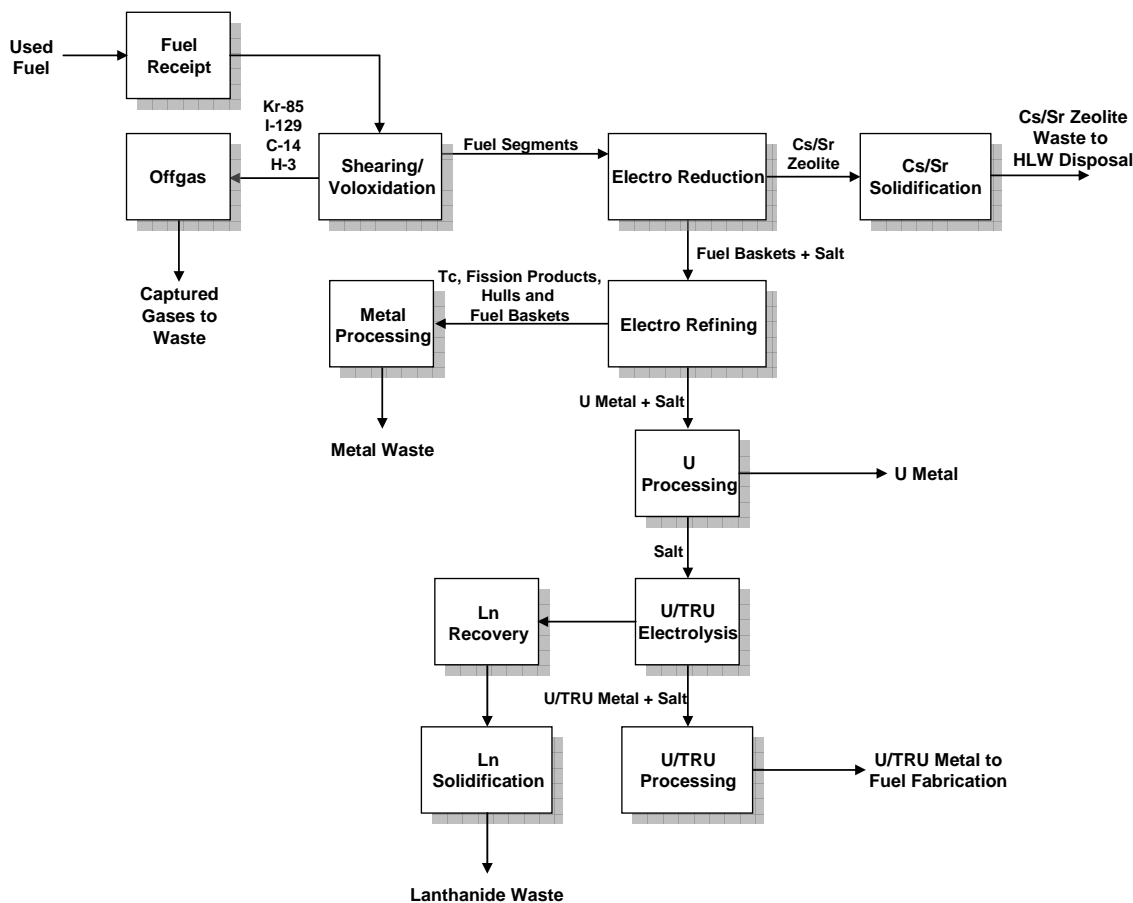 Used
Fuel
Fuel
Receipt
Kr-85
I-129
C-14
H-3
Offgas
Shearing/
Voloxidation
Fuel Segments
Electro Reduction
Cs/Sr
Zeolite
Cs/Sr
Solidification
Cs/Sr Zeolite
Waste to
HLW Disposal
Captured
Gases to
Waste
Fuel Baskets + Salt
Tc, Fission Products,
Hulls and
Fuel Baskets
Metal
Processing
Electro Refining
Metal Waste
U Metal + Salt
U
Processing
U Metal
Salt
Ln
Recovery
U/TRU
Electrolysis
U/TRU Metal + Salt
Ln
Solidification
U/TRU
Processing
U/TRU Metal to
Fuel Fabrication
Lanthanide Waste